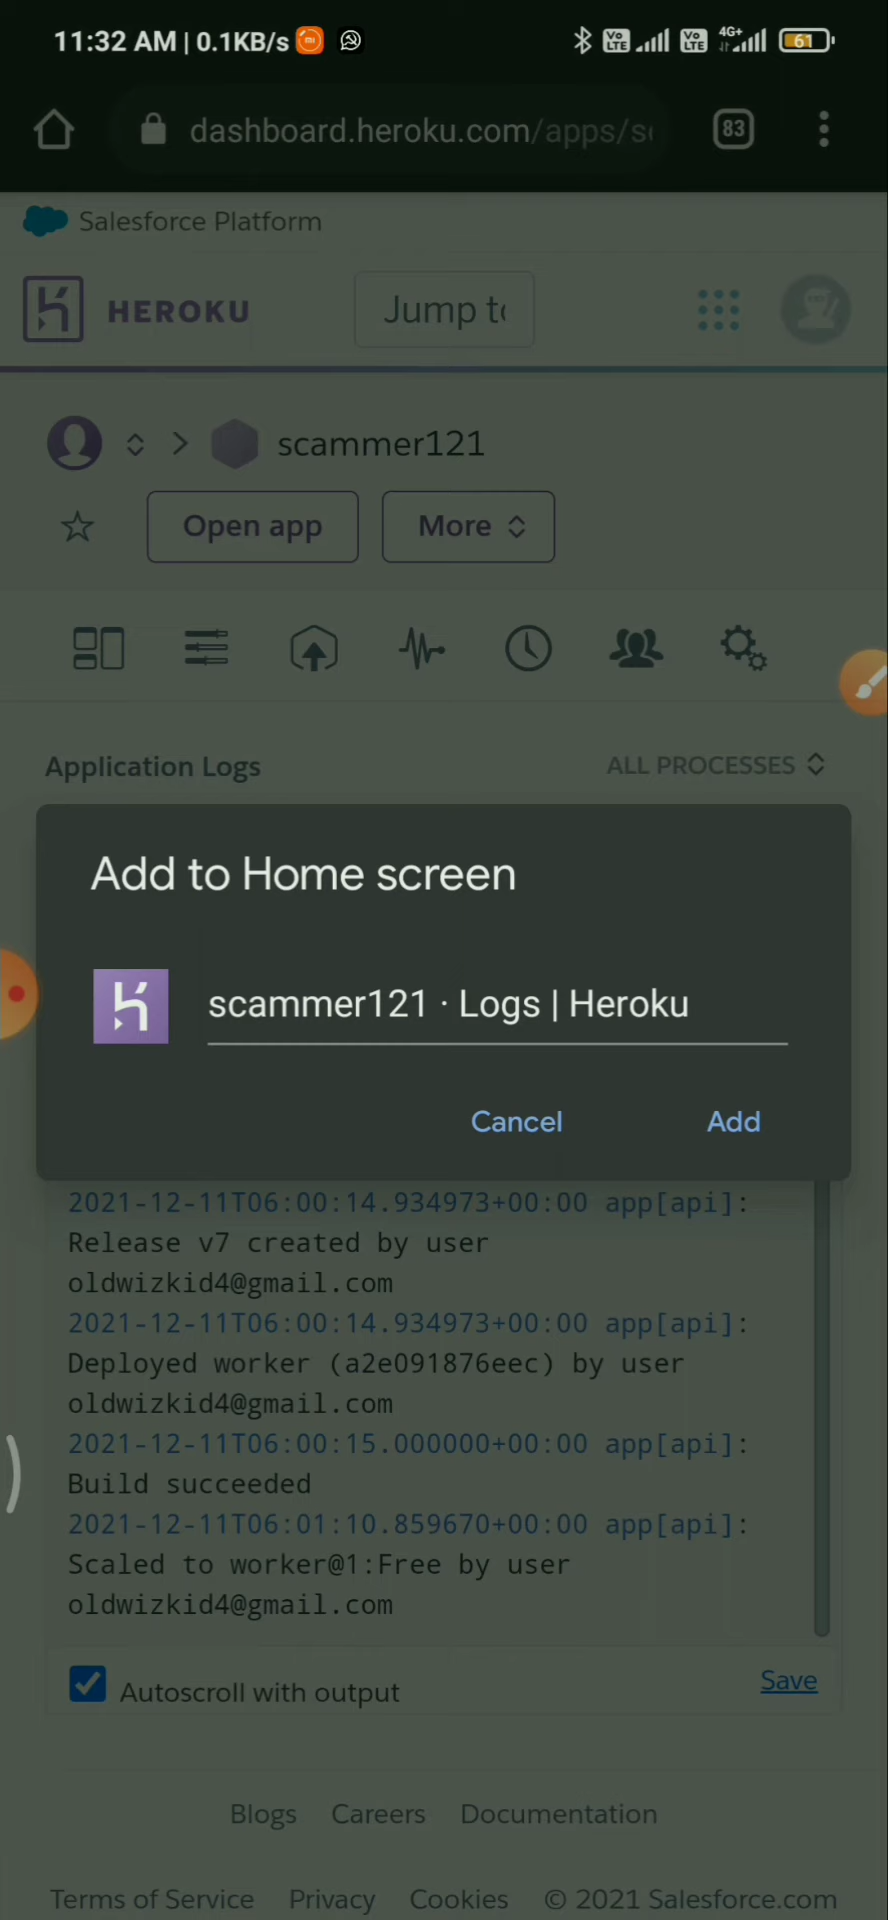 11:32 AM | 0.1KB/s
Vo LTE Vo LTE 4G+ 61
dashboard.heroku.com/apps/s
83
Salesforce Platform
HEROKU
Jump t
scammer121
Open app
More
Application Logs
ALL PROCESSES
Add to Home screen
scammer121 · Logs | Heroku
Cancel
Add
2021-12-11T06:00:14.934973+00:00 app[api]:
Release v7 created by user
oldwizkid4@gmail.com
2021-12-11T06:00:14.934973+00:00 app[api]:
Deployed worker (a2e091876eec) by user
oldwizkid4@gmail.com
2021-12-11T06:00:15.000000+00:00 app[api]:
Build succeeded
2021-12-11T06:01:10.859670+00:00 app[api]:
Scaled to worker@1:Free by user
oldwizkid4@gmail.com
Autoscroll with output
Save
Blogs Careers Documentation
Terms of Service Privacy Cookies © 2021 Salesforce.com